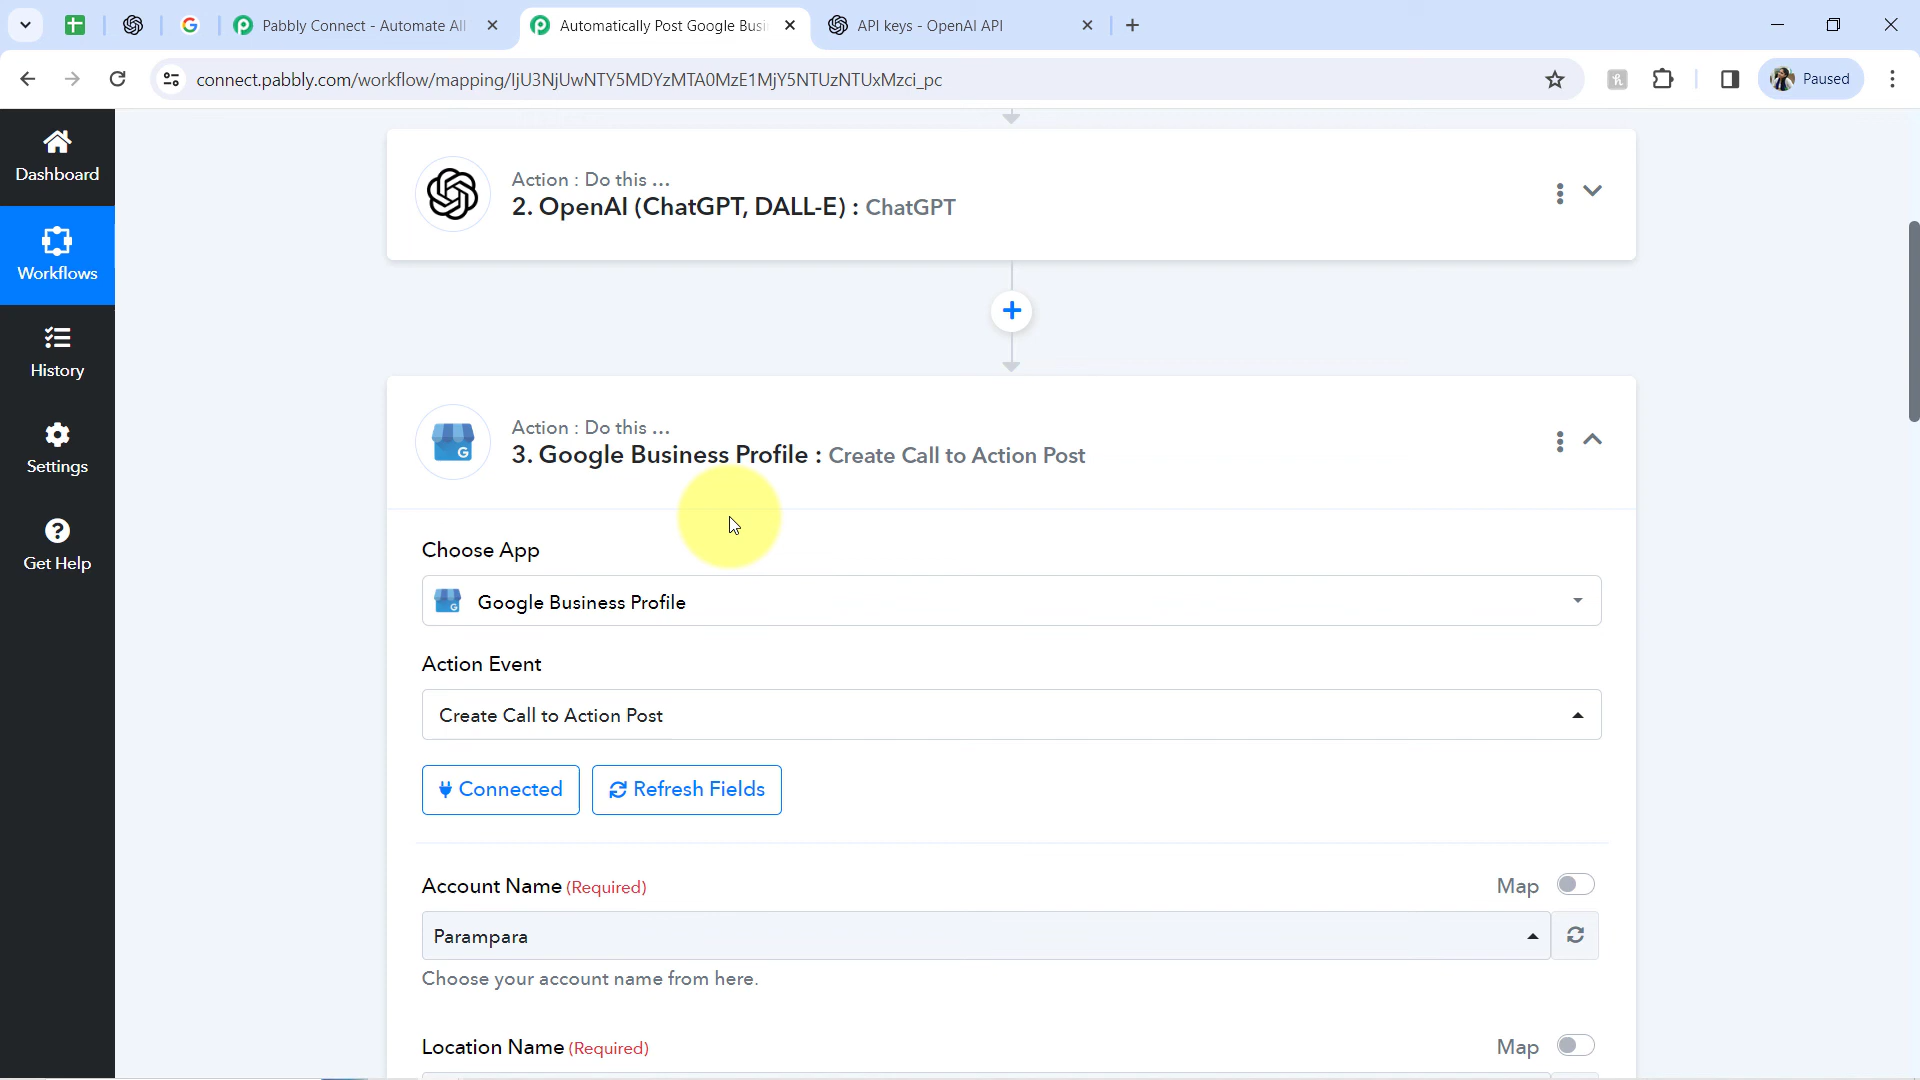 Pabbly Connect - Automate All
Automatically Post Google Busi
API keys - OpenAI API
connect.pabbly.com/workflow/mapping/IjU3NjUwNTY5MDYzMTA0MzE1MjY5NTUzNTUxMzci_pc
Paused
Dashboard
Workflows
History
Settings
Get Help
Action : Do this ...
2. OpenAI (ChatGPT, DALL-E) : ChatGPT
Action : Do this ...
3. Google Business Profile : Create Call to Action Post
Choose App
Google Business Profile
Action Event
Create Call to Action Post
Connected
Refresh Fields
Account Name (Required)
Map
Parampara
Choose your account name from here.
Location Name (Required)
Map